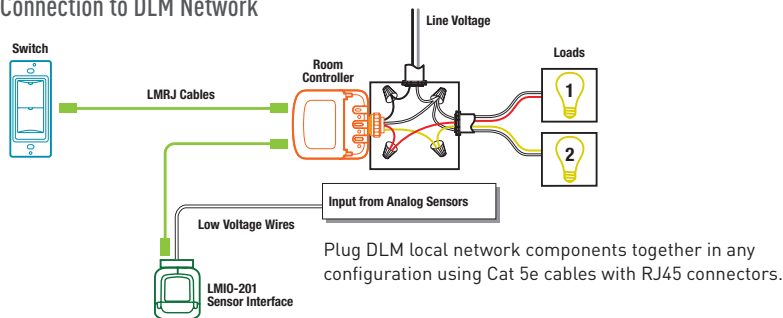 Connection to DLM Network
Line Voltage
Switch
Room
Controller
Loads
LMRJ Cables
1
2
Input from Analog Sensors
Low Voltage Wires
Plug DLM local network components together in any
configuration using Cat 5e cables with RJ45 connectors.
LMIO-201
Sensor Interface